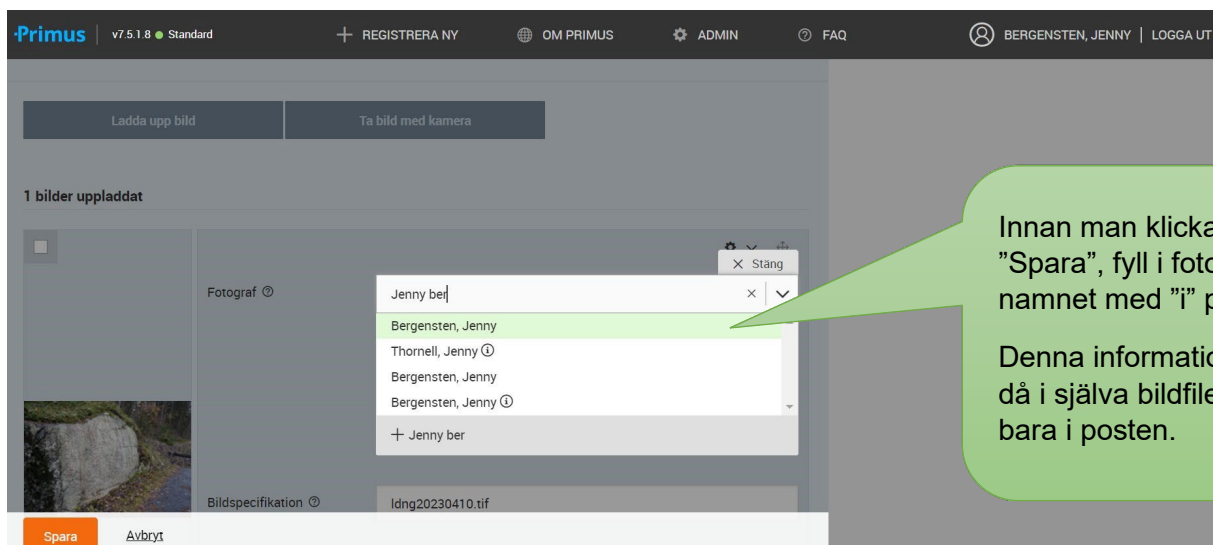 Primus v7.5.1.8 Standard REGISTRERA NY OM PRIMUS ADMIN FAQ BERGENSTEN, JENNY LOGGA UT
Ladda upp bild Ta bild med kamera
1 bilder uppladdat
× Stäng
Fotograf Jenny ber
Bergensten, Jenny
Thornell, Jenny
Bergensten, Jenny
Bergensten, Jenny
+ Jenny ber
Bildspecifikation ldng20230410.tif
Spara Avbryt
Innan man klicka
”Spara”, fyll i foto
namnet med ”i” p
Denna informatio
då i själva bildfile
bara i posten.